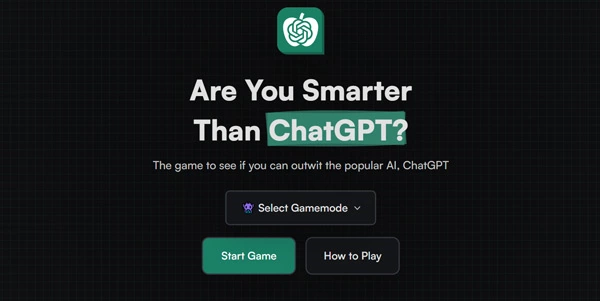 Are You Smarter
Than ChatGPT?
The game to see if you can outwit the popular AI, ChatGPT
Select Gamemode
Start Game
How to Play